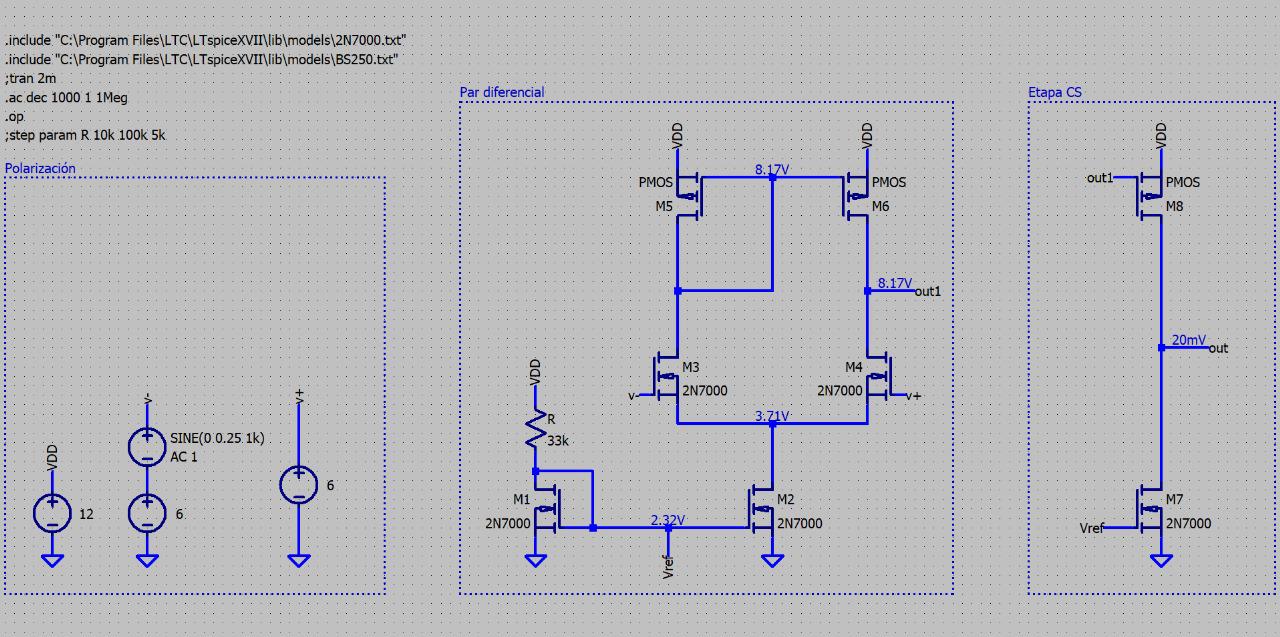 .include "C:\Program Files\LTC\LTspiceXVII\lib\models\2N7000.txt"
.include "C:\Program Files\LTC\LTspiceXVII\lib\models\BS250.txt"
;tran 2m
.ac dec 1000 1 1Meg
.op
;step param R 10k 100k 5k
Polarización
VDD
12
v-
SINE(0 0.25 1k)
AC 1
6
v+
6
Par diferencial
VDD
VDD
8.17V
PMOS
M5
PMOS
M6
8.17V
out1
M3
2N7000
v-
M4
2N7000
v+
3.71V
VDD
R
33k
M1
2N7000
2.32V
Vref
M2
2N7000
Etapa CS
VDD
out1
PMOS
M8
20mV
out
M7
2N7000
Vref